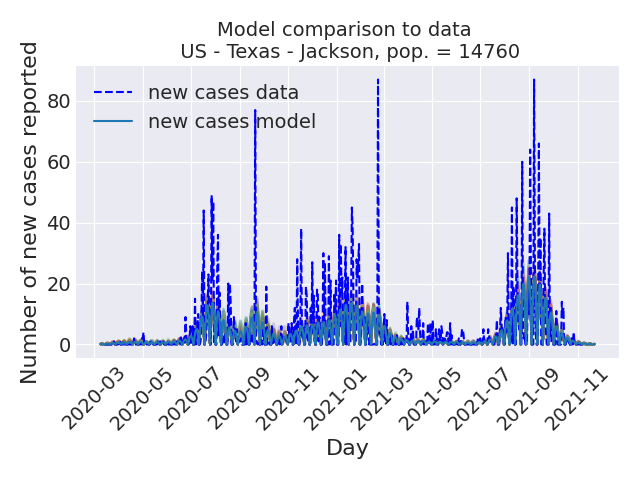 Model comparison to data
US - Texas - Jackson, pop. = 14760
Number of new cases reported
80
60
40
20
0
new cases data
new cases model
2020-03
2020-05
2020-07
2020-09
2020-11
2021-01
2021-03
2021-05
2021-07
2021-09
2021-11
Day